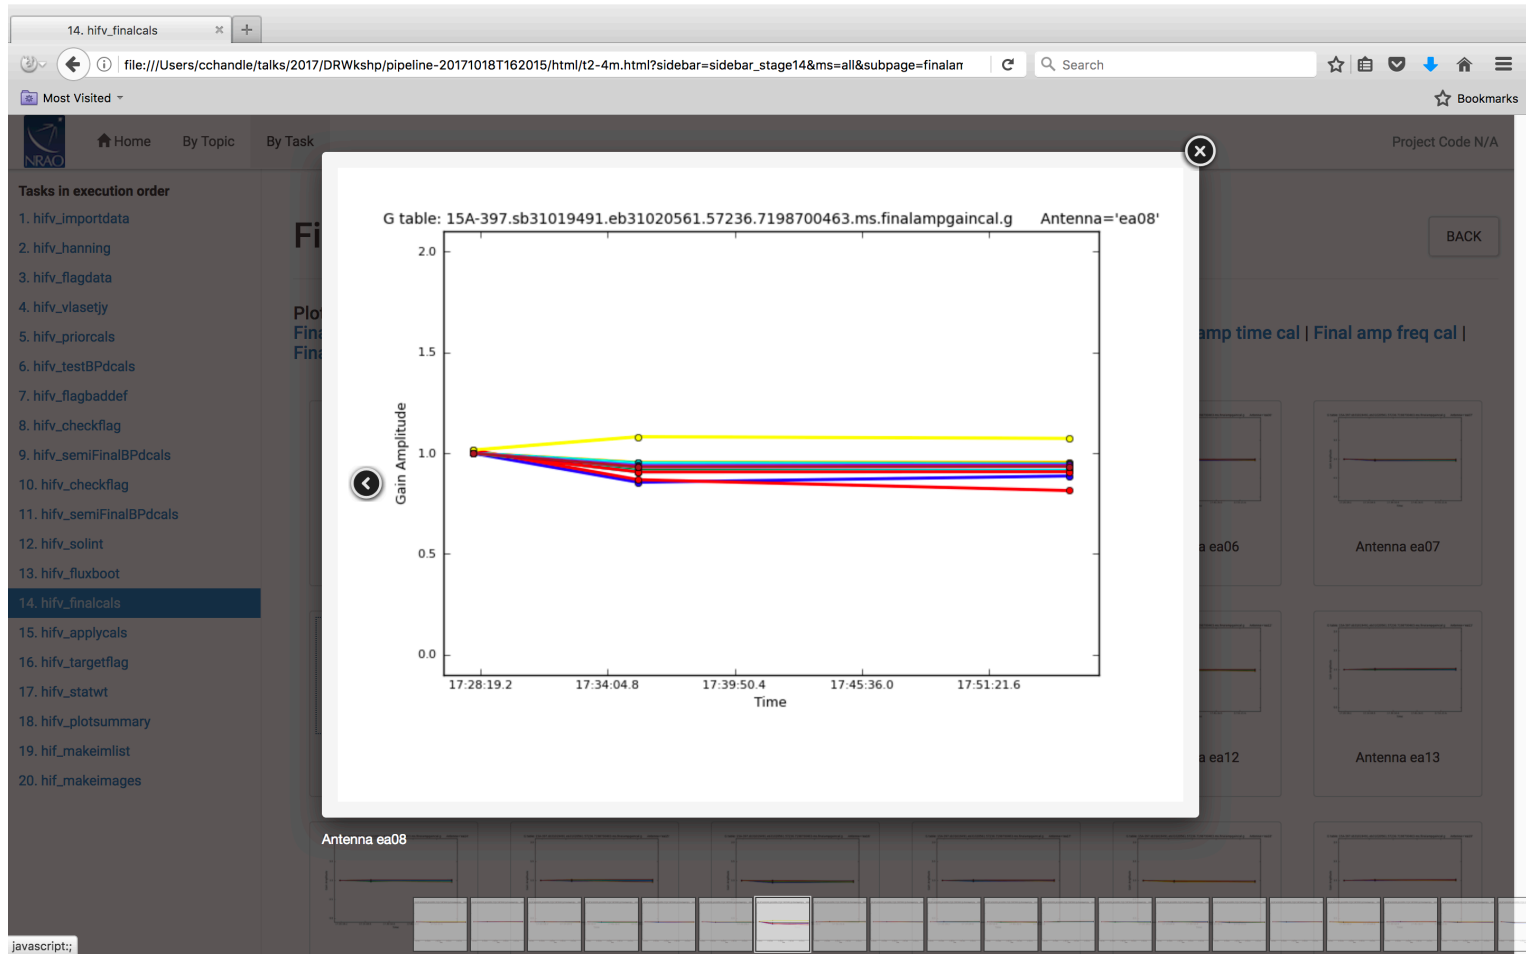 14. hifv_finalcals
file:///Users/cchandle/talks/2017/DRWkshp/pipeline-20171018T162015/html/t2-4m.html?sidebar=sidebar_stage14&ms=all&subpage=finalam
Search
Most Visited
Bookmarks
NRAO
Home
By Topic
By Task
Project Code N/A
Tasks in execution order
1. hifv_importdata
2. hifv_hanning
3. hifv_flagdata
4. hifv_vlasetjy
5. hifv_priorcals
6. hifv_testBPdcals
7. hifv_flagbaddef
8. hifv_checkflag
9. hifv_semiFinalBPdcals
10. hifv_checkflag
11. hifv_semiFinalBPdcals
12. hifv_solint
13. hifv_fluxboot
14. hifv_finalcals
15. hifv_applycals
16. hifv_targetflag
17. hifv_statwt
18. hifv_plotsummary
19. hif_makeimlist
20. hif_makeimages
Fi
BACK
Plo
Fina
amp time cal | Final amp freq cal |
Fina
G table: 15A-397.sb31019491.eb31020561.57236.7198700463.ms.finalampgaincal.g Antenna='ea08'
2.0
1.5
1.0
0.5
0.0
Gain Amplitude
17:28:19.2 17:34:04.8 17:39:50.4 17:45:36.0 17:51:21.6
Time
a ea06
Antenna ea07
a ea12
Antenna ea13
Antenna ea08
javascript:;